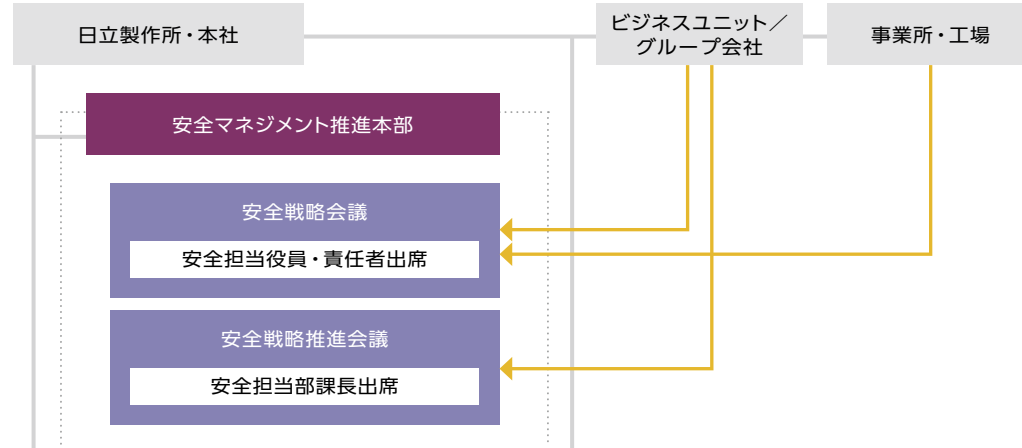 日立製作所・本社
ビジネスユニット／
グループ会社
事業所・工場
安全マネジメント推進本部
安全戦略会議
安全担当役員・責任者出席
安全戦略推進会議
安全担当部課長出席